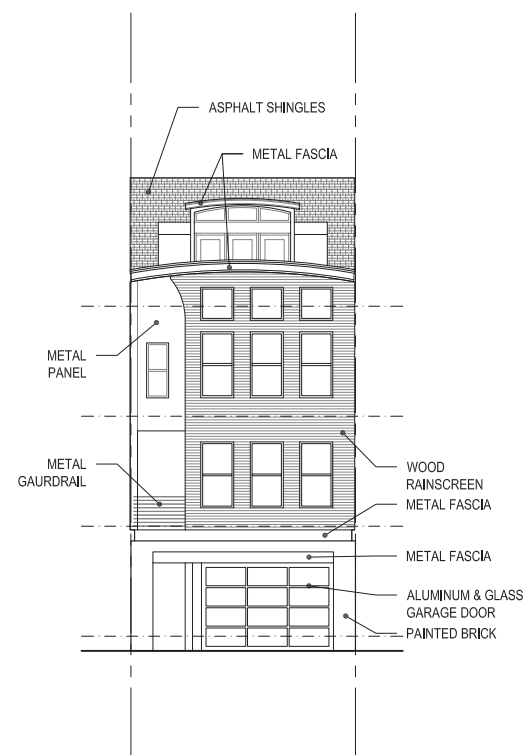 ASPHALT SHINGLES
METAL FASCIA
METAL
PANEL
METAL
GAURDRAIL
WOOD
RAINSCREEN
METAL FASCIA
METAL FASCIA
ALUMINUM & GLASS
GARAGE DOOR
PAINTED BRICK